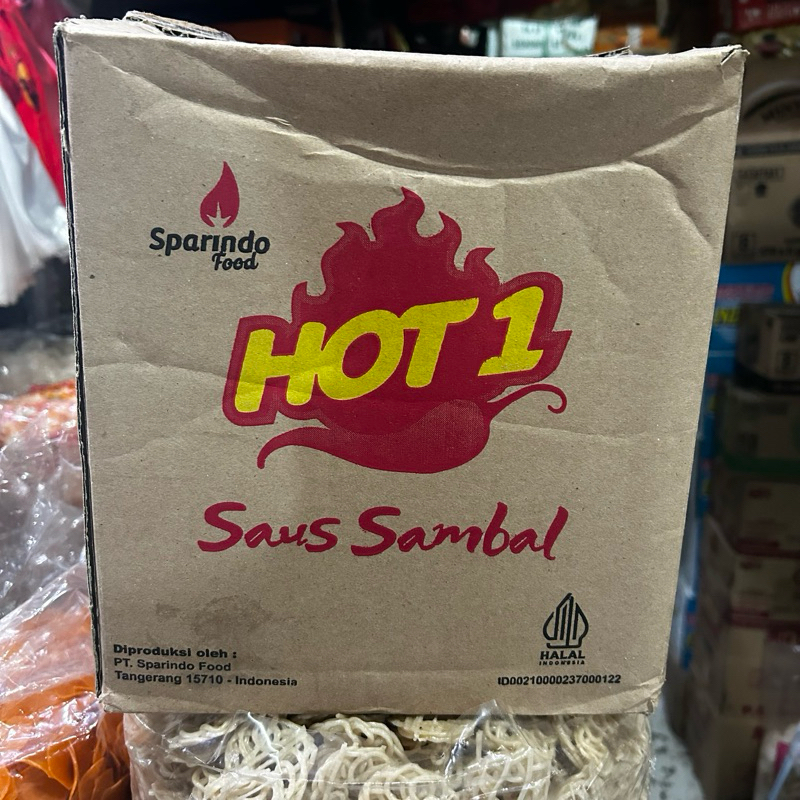 Sparindo
Food
HOT 1
Saus Sambal
Diproduksi oleh :
PT. Sparindo Food
Tangerang 15710 - Indonesia
HALAL
INDONESIA
ID00210000237000122